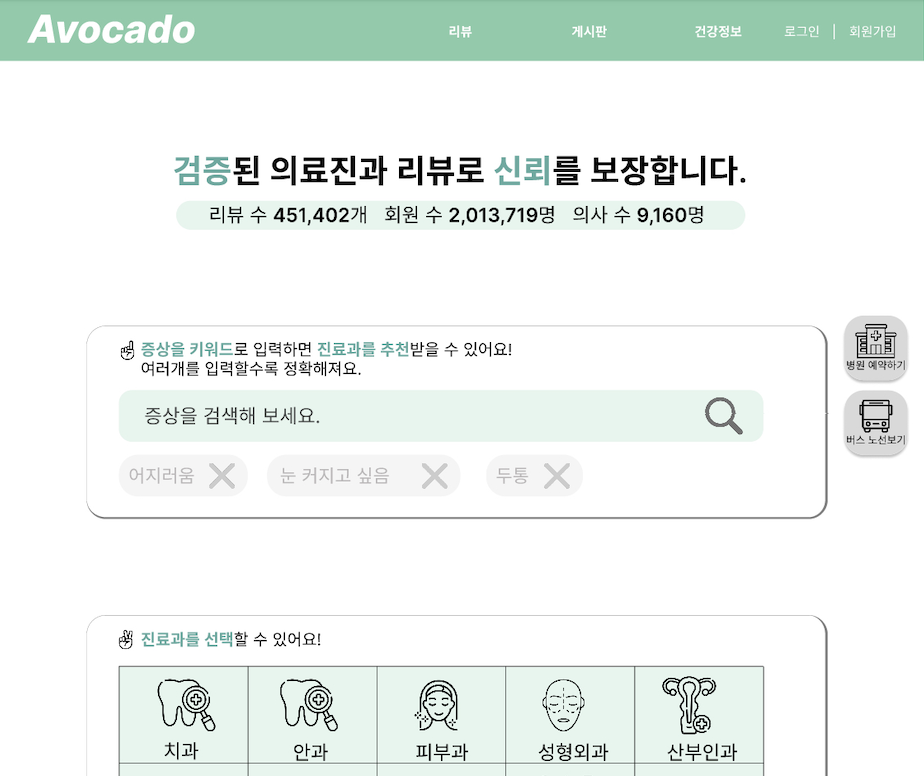 Avocado 리뷰 게시판 건강정보 로그인 | 회원가입
검증된 의료진과 리뷰로 신뢰를 보장합니다.
리뷰 수 451,402개 회원 수 2,013,719명 의사 수 9,160명
증상을 키워드로 입력하면 진료과를 추천받을 수 있어요!
여러개를 입력할수록 정확해져요.
증상을 검색해 보세요.
어지러움 눈 커지고 싶음 두통
병원 예약하기
버스 노선보기
진료과를 선택할 수 있어요!
치과 안과 피부과 성형외과 산부인과